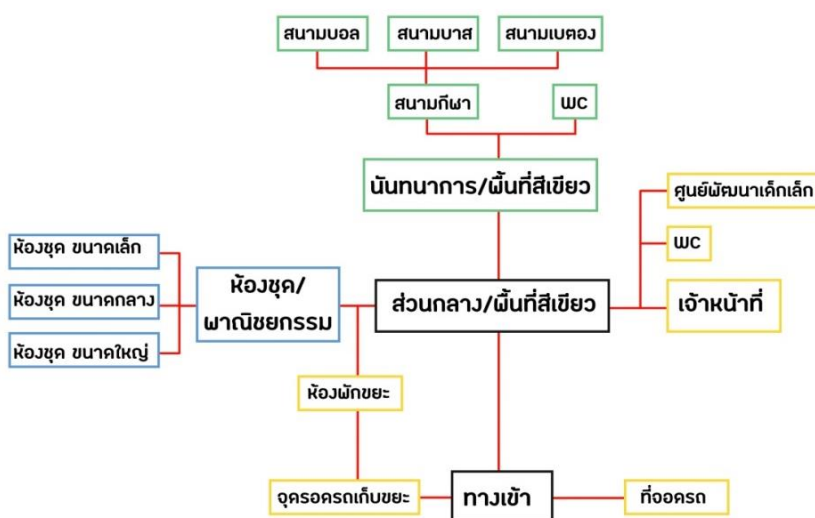 สนามบอล
สนามบาส
สนามเบตอง
สนามกีฬา
WC
นันทนาการ/พื้นที่สีเขียว
ศูนย์พัฒนาเด็กเล็ก
WC
เจ้าหน้าที่
ส่วนกลาง/พื้นที่สีเขียว
ห้องชุด/
พาณิชยกรรม
ห้องชุด ขนาดเล็ก
ห้องชุด ขนาดกลาง
ห้องชุด ขนาดใหญ่
ห้องพักขยะ
จุครอครถเก็บขยะ
ทางเข้า
ที่จอครถ